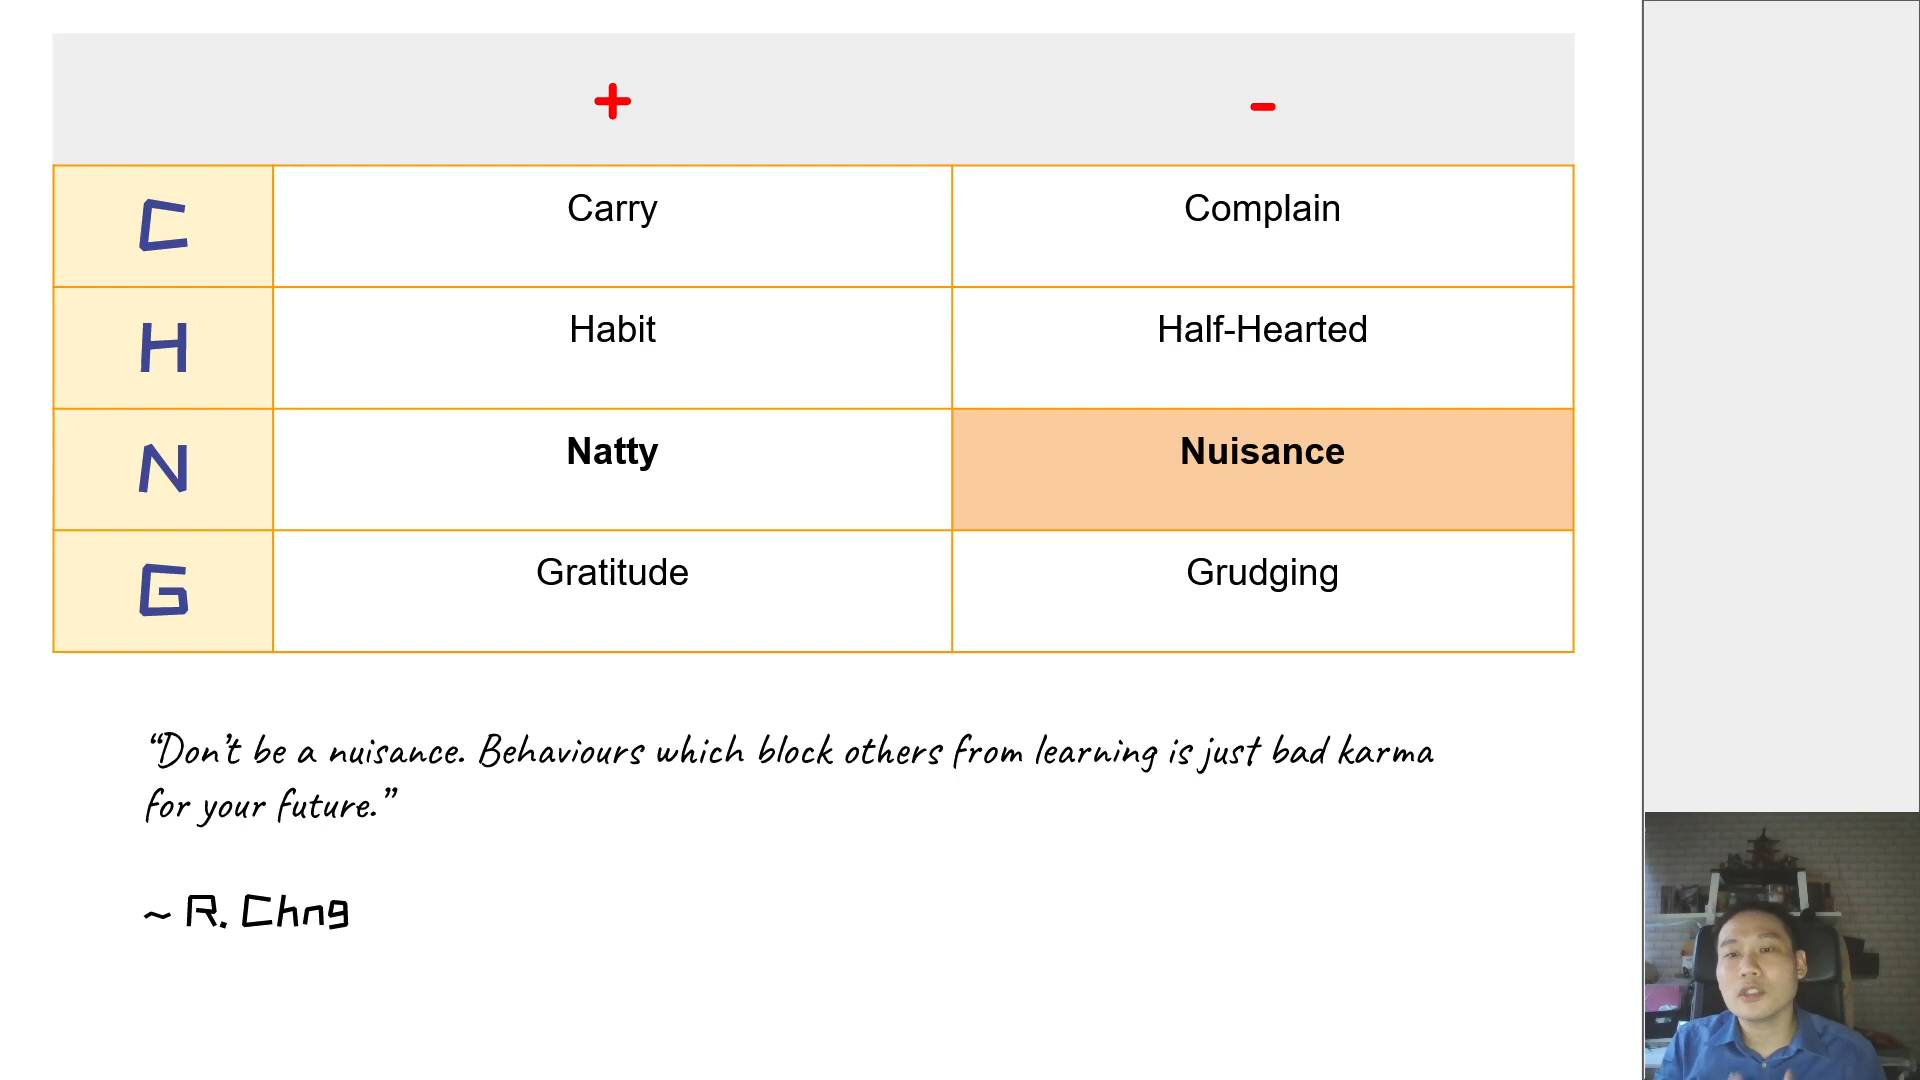 + -
C Carry Complain
H Habit Half-Hearted
N Natty Nuisance
G Gratitude Grudging
“Don’t be a nuisance. Behaviours which block others from learning is just bad karma
for your future.”
~ R. Chng